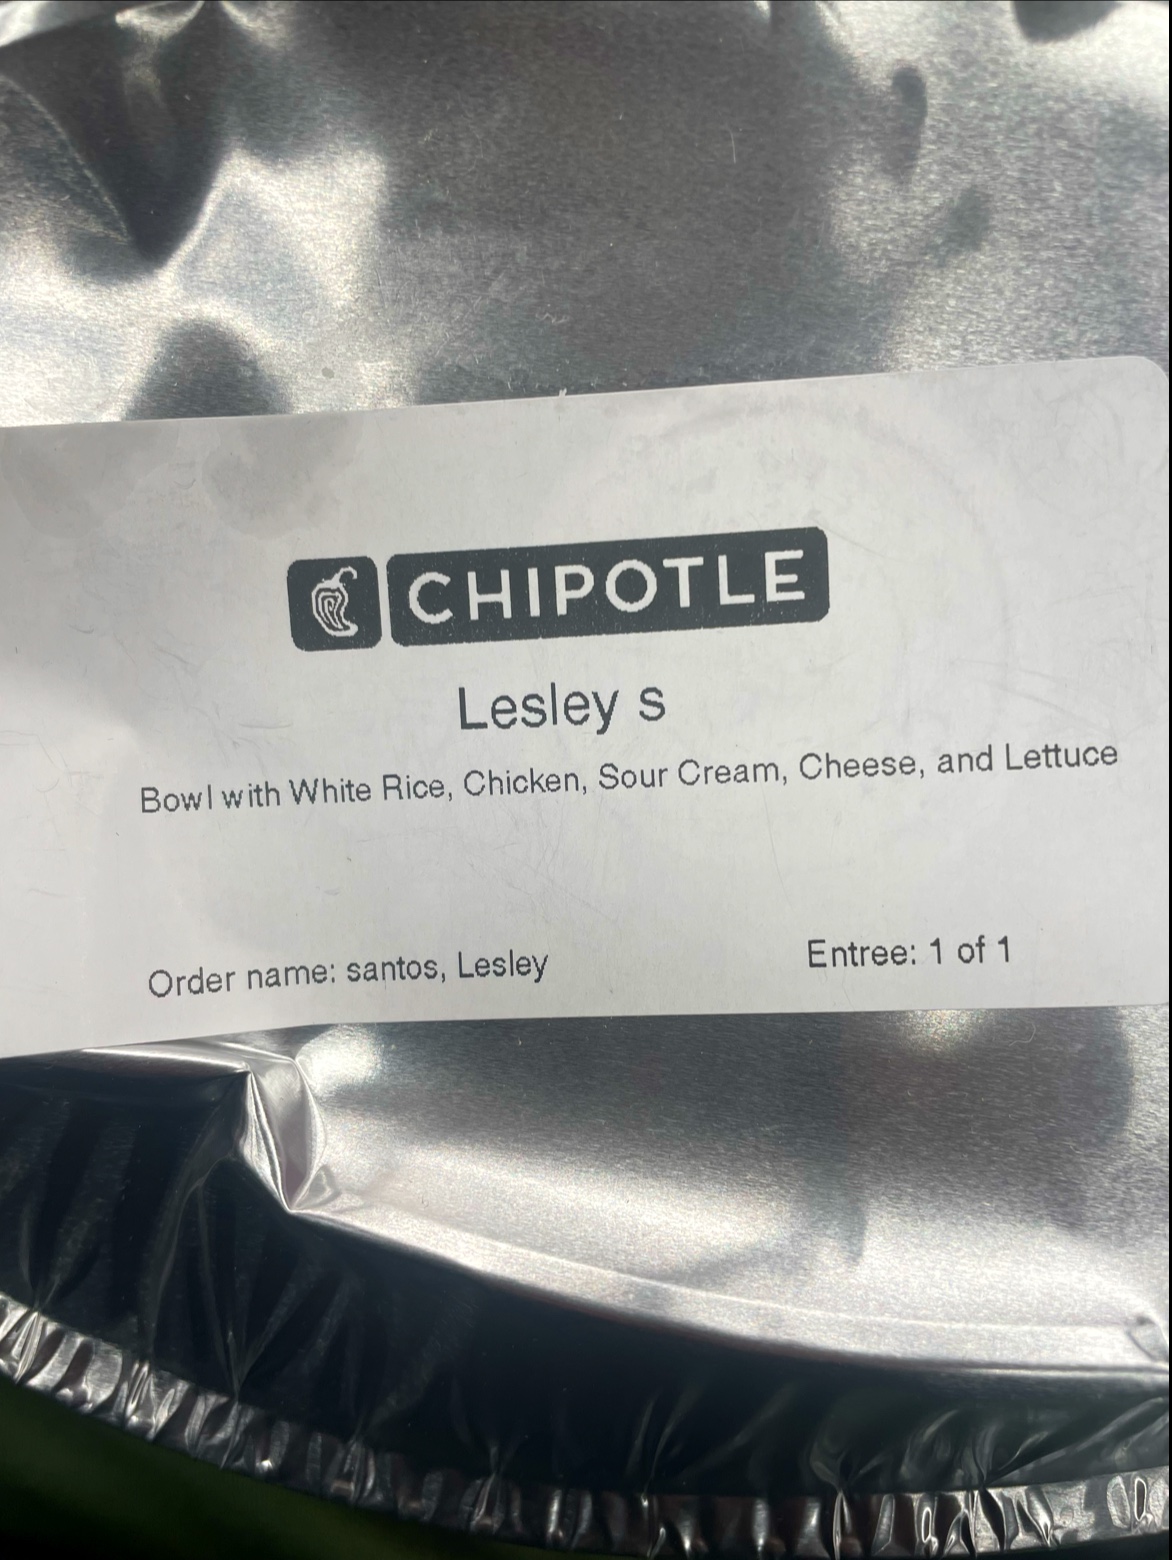 CHIPOTLE
Lesley s
Bowl with White Rice, Chicken, Sour Cream, Cheese, and Lettuce
Order name: santos, Lesley
Entree: 1 of 1